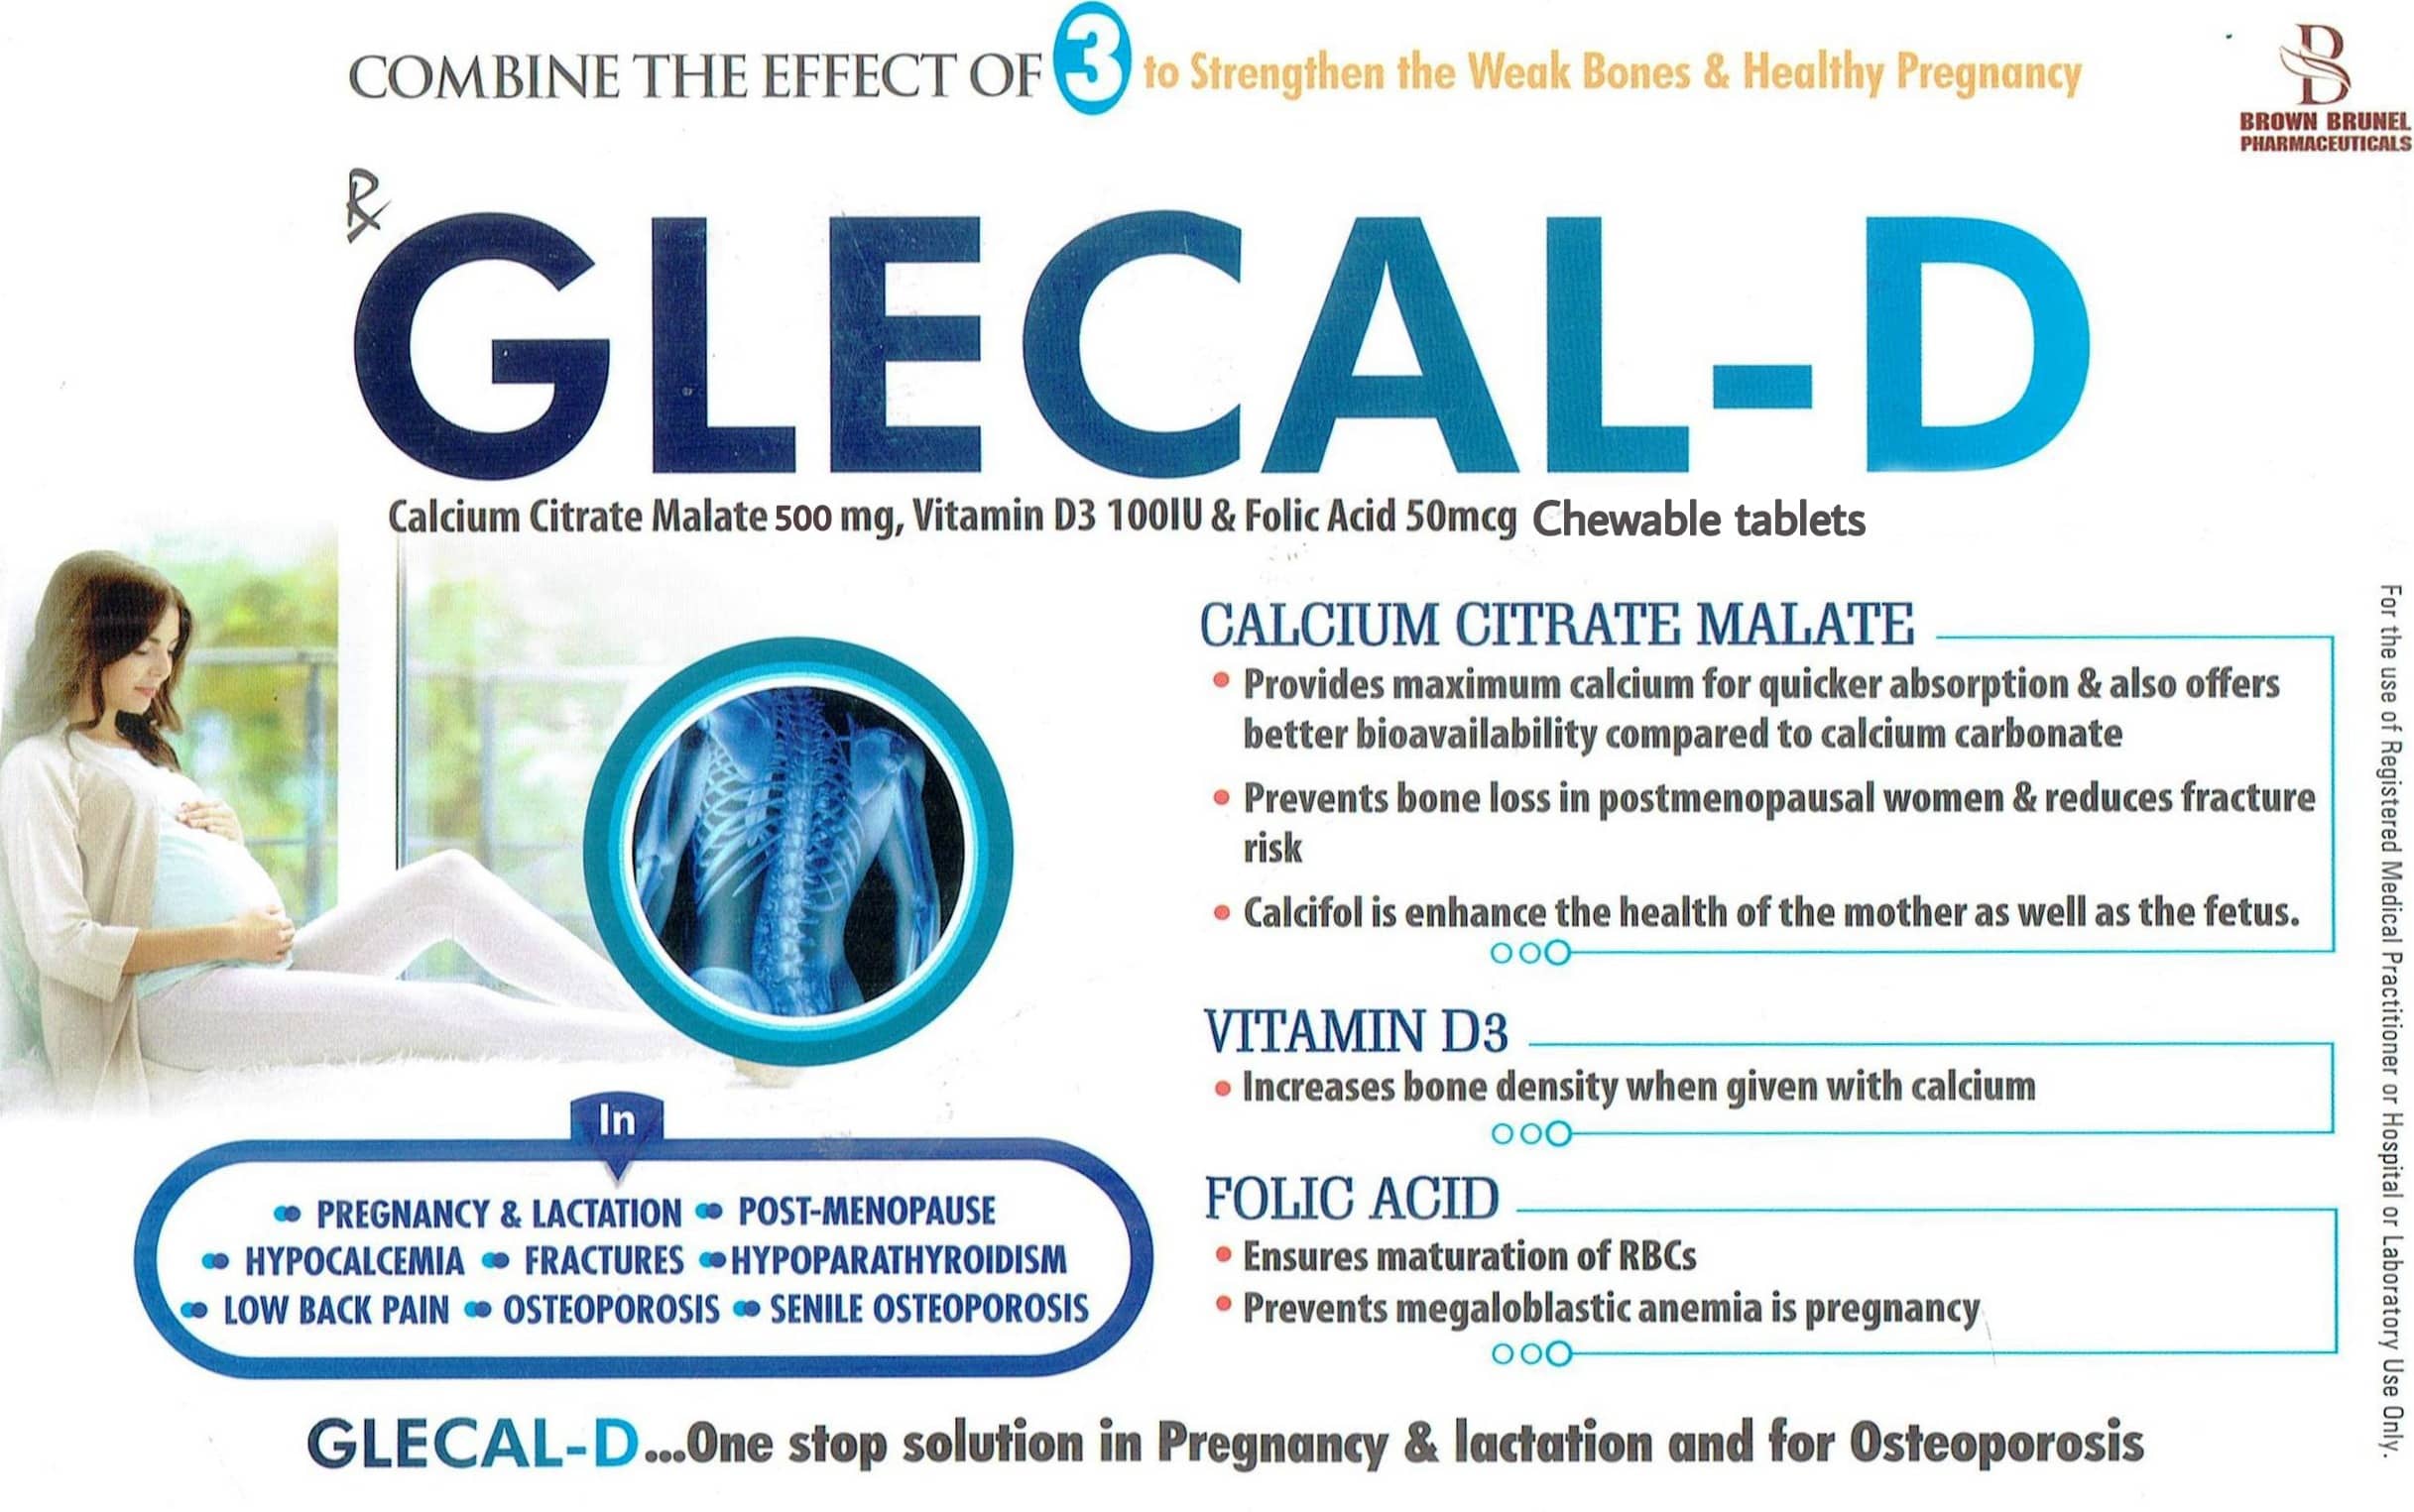 COMBINE THE EFFECT OF 3 to Strengthen the Weak Bones & Healthy Pregnancy
B
BROWN BRUNEL
PHARMACEUTICALS
Rx
GLECAL-D
Calcium Citrate Malate 500 mg, Vitamin D3 100IU & Folic Acid 50mcg Chewable tablets
CALCIUM CITRATE MALATE
• Provides maximum calcium for quicker absorption & also offers
better bioavailability compared to calcium carbonate
• Prevents bone loss in postmenopausal women & reduces fracture
risk
• Calcifol is enhance the health of the mother as well as the fetus.
VITAMIN D3
• Increases bone density when given with calcium
FOLIC ACID
• Ensures maturation of RBCs
• Prevents megaloblastic anemia is pregnancy
In
PREGNANCY & LACTATION POST-MENOPAUSE
HYPOCALCEMIA FRACTURES HYPOPARATHYROIDISM
LOW BACK PAIN OSTEOPOROSIS SENILE OSTEOPOROSIS
GLECAL-D...One stop solution in Pregnancy & lactation and for Osteoporosis
For the use of Registered Medical Practitioner or Hospital or Laboratory Use Only.